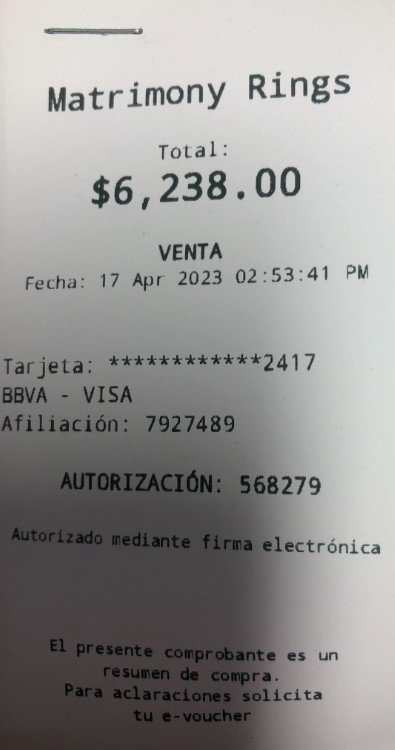 Matrimony Rings
Total:
$6,238.00
VENTA
Fecha: 17 Apr 2023 02:53:41 PM
Tarjeta: ************2417
BBVA - VISA
Afiliación: 7927489
AUTORIZACIÓN: 568279
Autorizado mediante firma electrónica
El presente comprobante es un
resumen de compra.
Para aclaraciones solicita
tu e-voucher